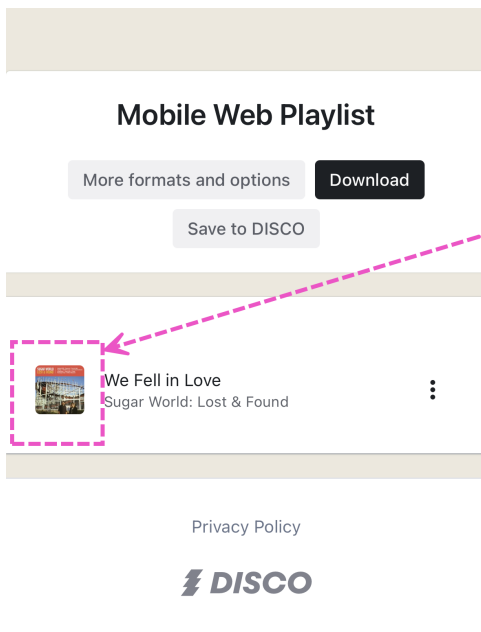 Mobile Web Playlist
More formats and options
Download
Save to DISCO
We Fell in Love
Sugar World: Lost & Found
Privacy Policy
DISCO